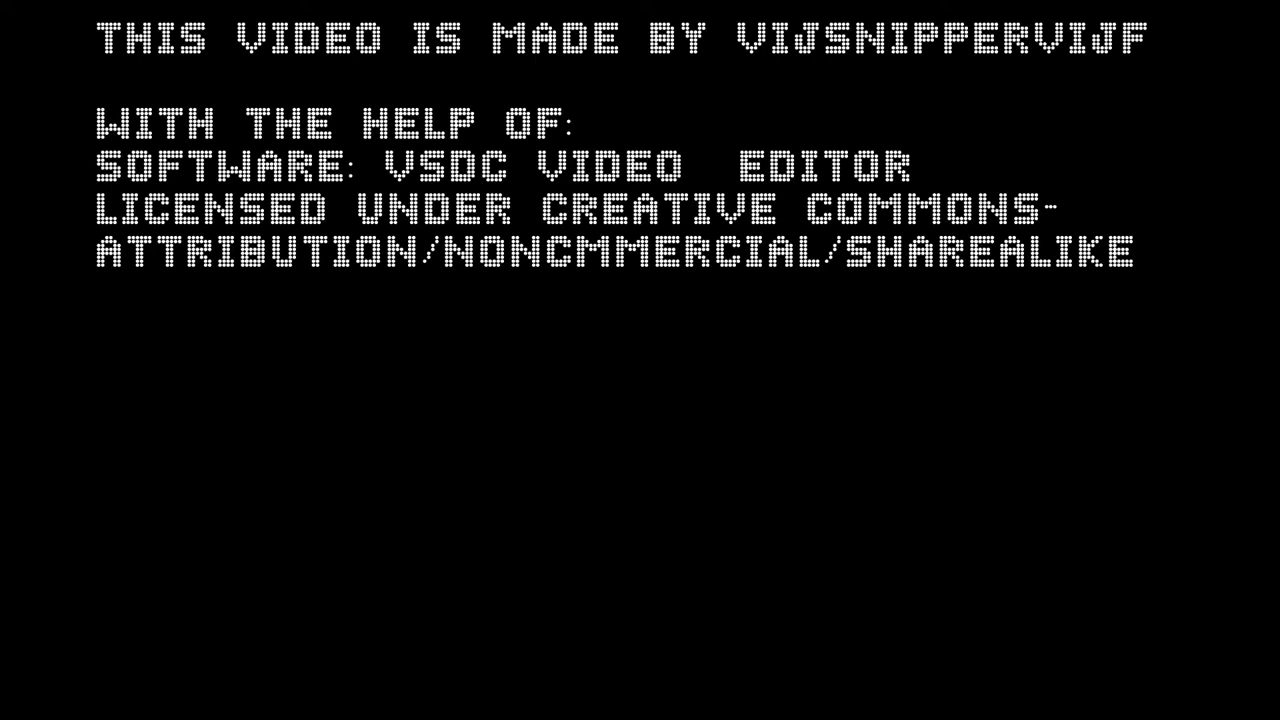 THIS VIDEO IS MADE BY VIJSNIPPERVIJF
WITH THE HELP OF:
SOFTWARE: VSDC VIDEO  EDITOR
LICENSED UNDER CREATIVE COMMONS-
ATTRIBUTION/NONCMMERCIAL/SHAREALIKE